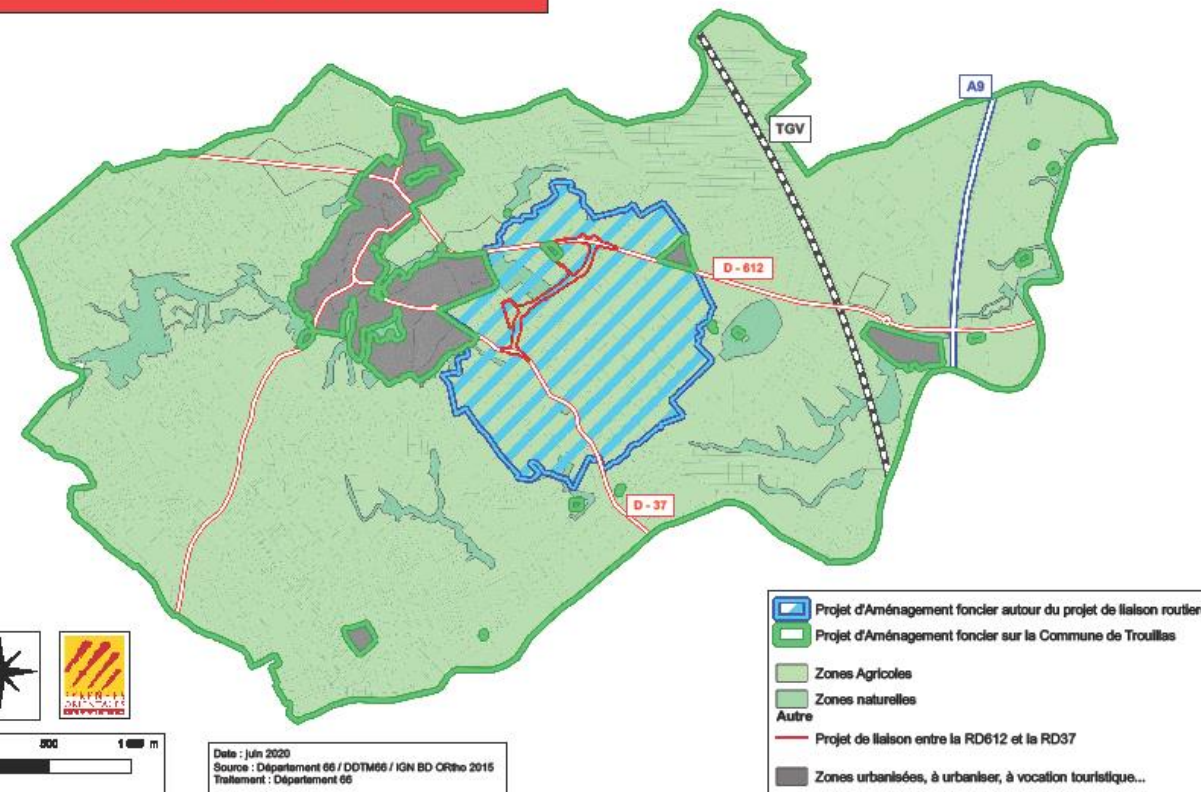 A9
TGV
D - 612
D - 37
Projet d'Aménagement foncier autour du projet de liaison routier
Projet d'Aménagement foncier sur la Commune de Trouillas
Zones Agricoles
Zones naturelles
Autre
Projet de liaison entre la RD612 et la RD37
Zones urbanisées, à urbaniser, à vocation touristique...
500 m
Date : juin 2020
Source : Département 66 / DDTM66 / IGN BD ORtho 2015
Traitement : Département 66